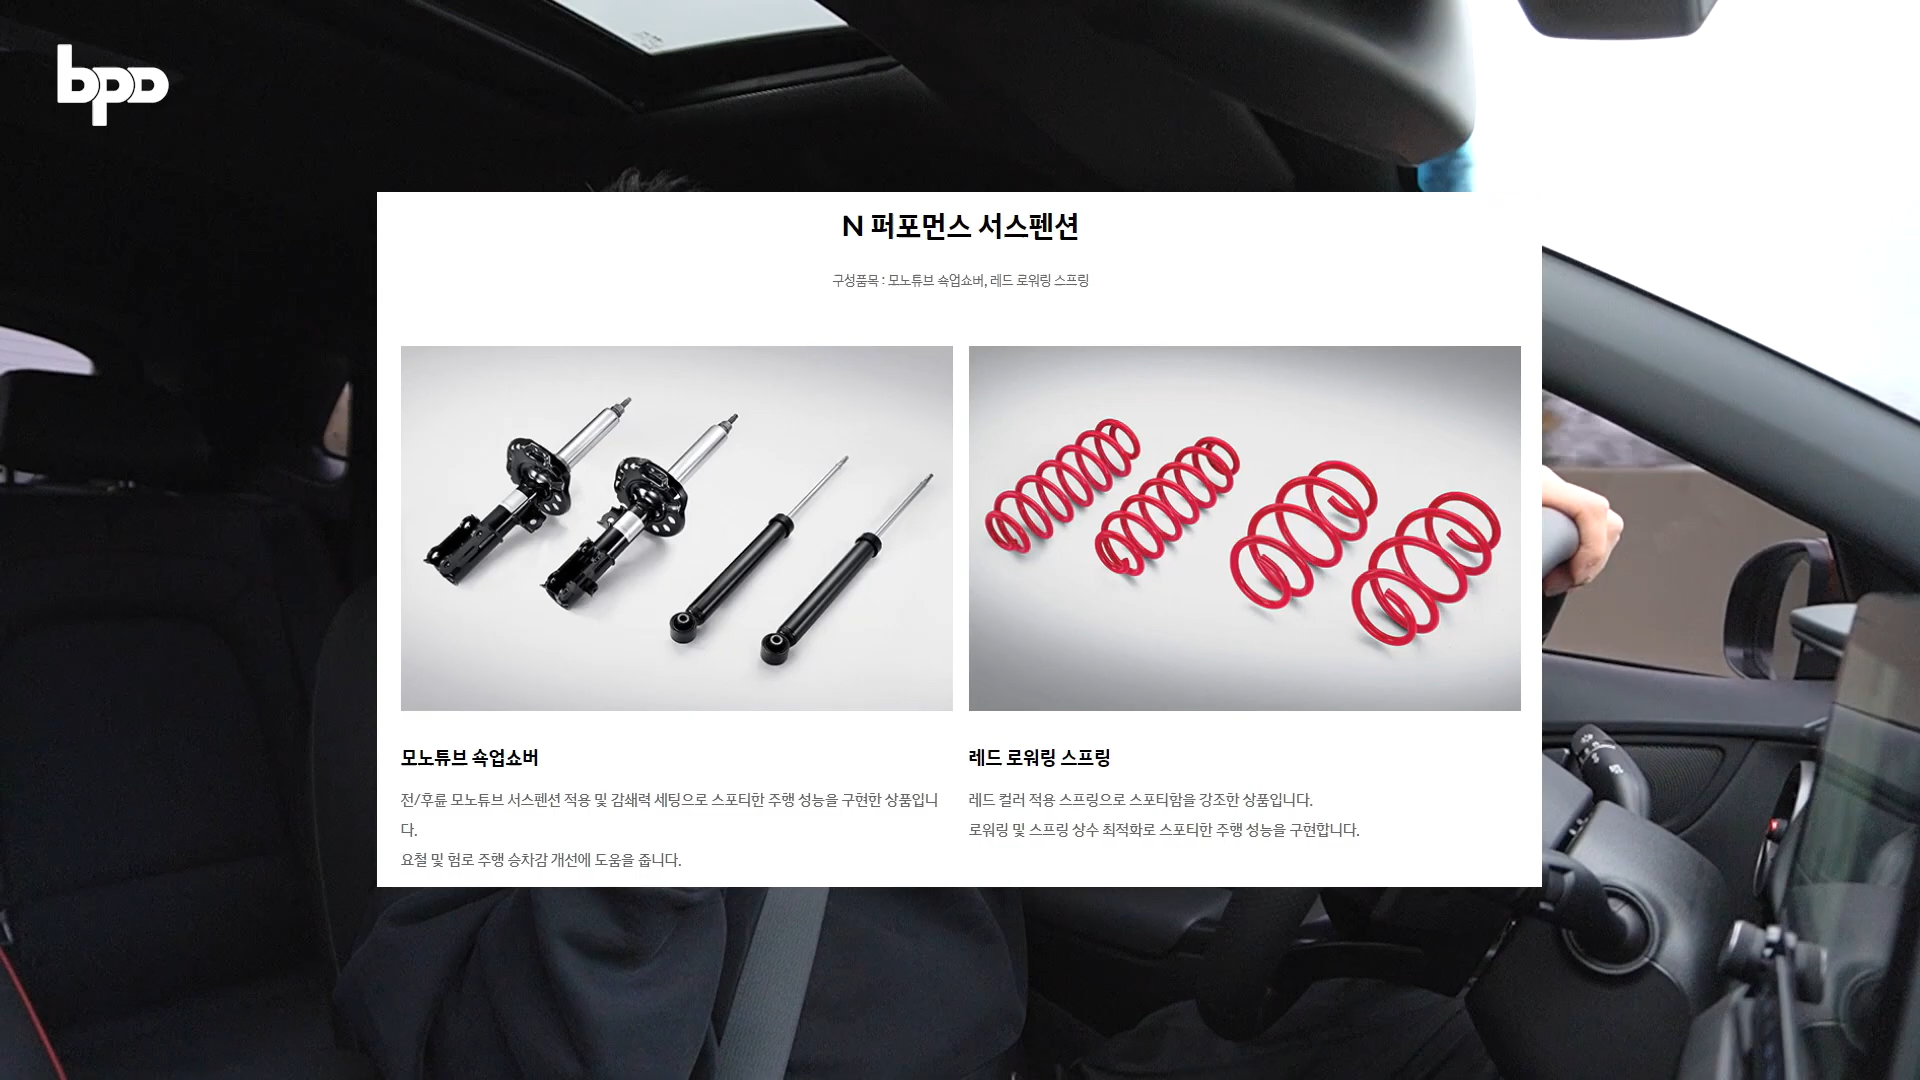 bpd
N 퍼포먼스 서스펜션
구성품목 : 모노튜브 쇽업쇼버, 레드 로워링 스프링
모노튜브 쇽업쇼버
전/후륜 모노튜브 서스펜션 적용 및 감쇄력 세팅으로 스포티한 주행 성능을 구현한 상품입니
다.
요철 및 험로 주행 승차감 개선에 도움을 줍니다.
레드 로워링 스프링
레드 컬러 적용 스프링으로 스포티함을 강조한 상품입니다.
로워링 및 스프링 상수 최적화로 스포티한 주행 성능을 구현합니다.